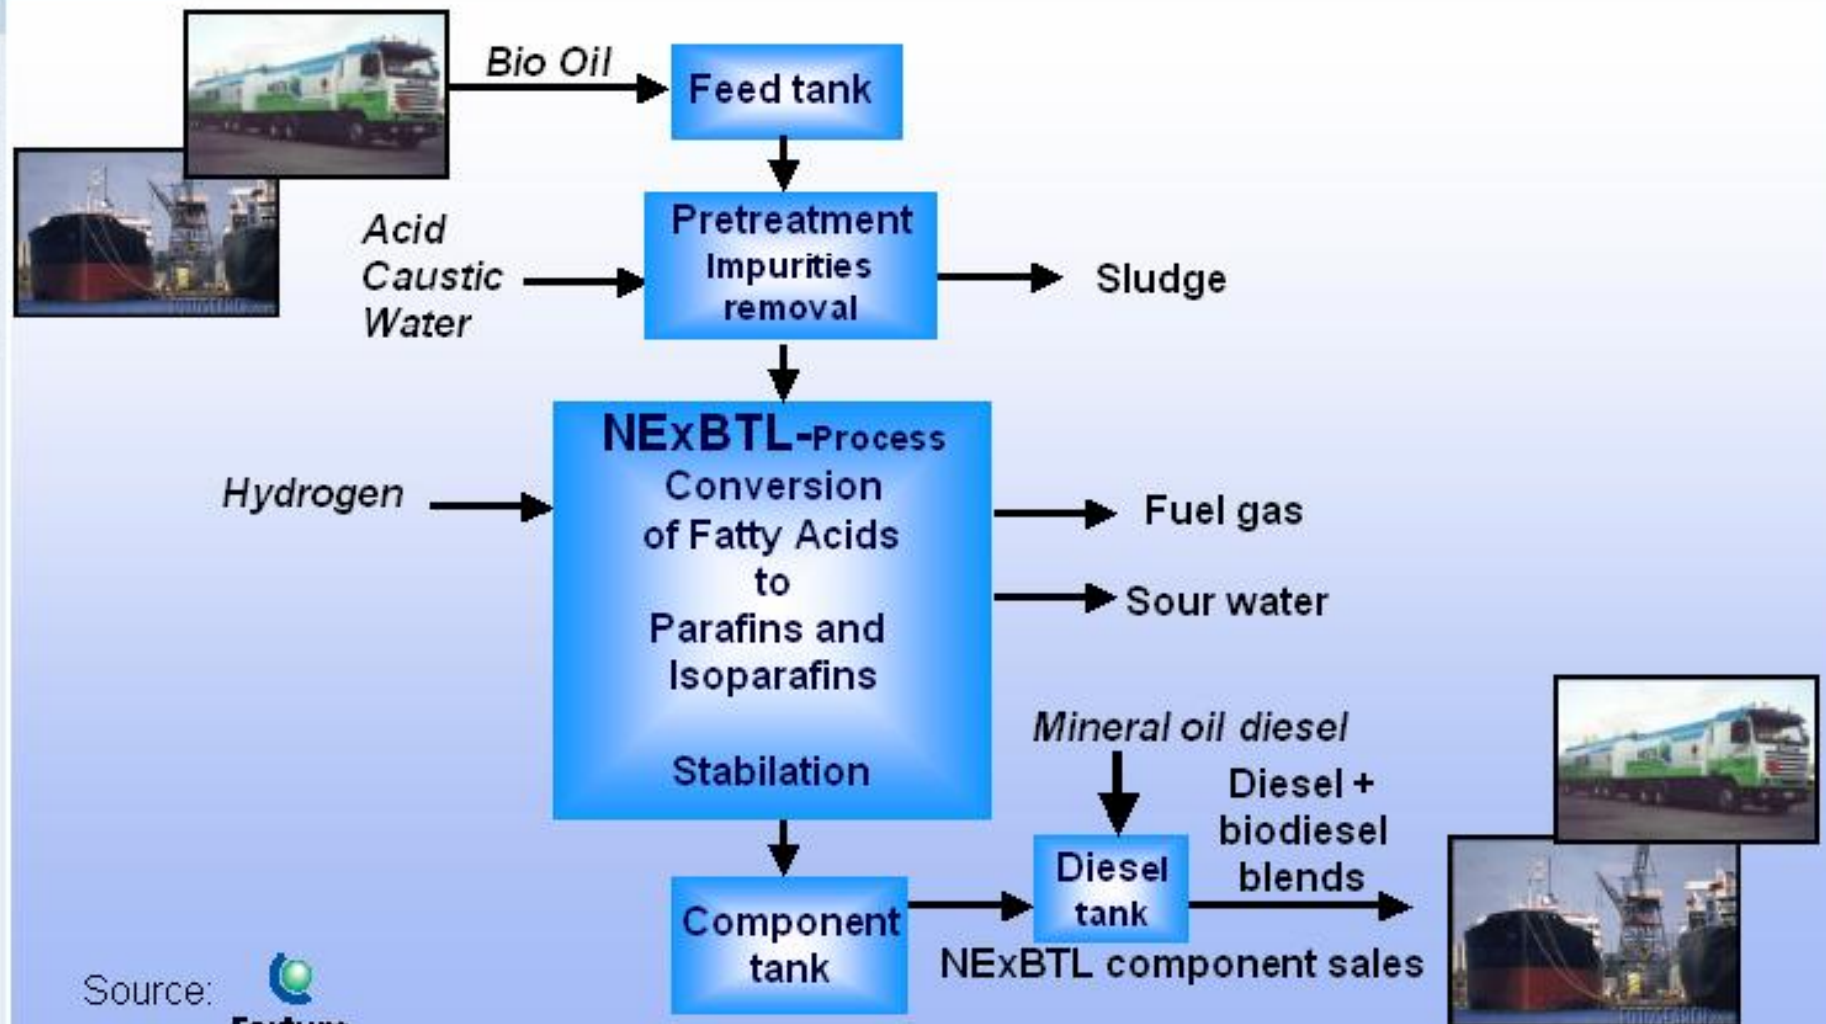 Bio Oil
Feed tank
Acid
Caustic
Water
Pretreatment
Impurities
removal
Sludge
NExBTL-Process
Conversion
of Fatty Acids
to
Parafins and
Isoparafins
Stabilation
Hydrogen
Fuel gas
Sour water
Mineral oil diesel
Diesel +
biodiesel
blends
Diesel
tank
Component
tank
NExBTL component sales
Source: